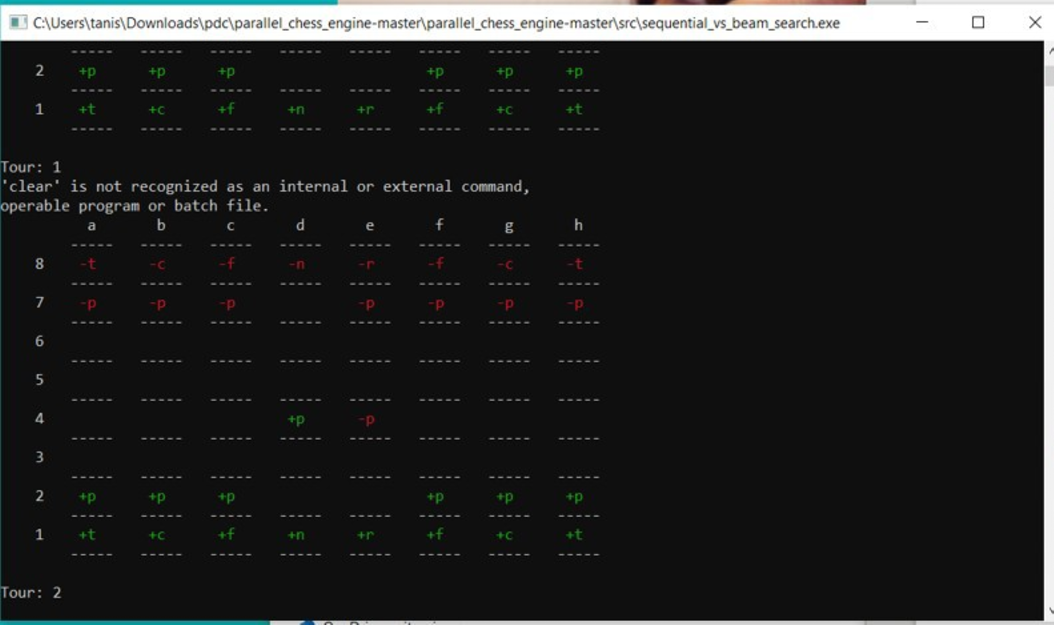 C:\Users\tanis\Downloads\pdc\parallel_chess_engine-master\parallel_chess_engine-master\src\sequential_vs_beam_search.exe
----- ----- ----- ----- ----- ----- ----- -----
2 +p +p +p +p +p +p
----- ----- ----- ----- ----- ----- ----- -----
1 +t +c +f +n +r +f +c +t
----- ----- ----- ----- ----- ----- ----- -----
Tour: 1
'clear' is not recognized as an internal or external command,
operable program or batch file.
a b c d e f g h
----- ----- ----- ----- ----- ----- ----- -----
8 -t -c -f -n -r -f -c -t
----- ----- ----- ----- ----- ----- ----- -----
7 -p -p -p -p -p -p -p
----- ----- ----- ----- ----- ----- ----- -----
6
----- ----- ----- ----- ----- ----- ----- -----
5
----- ----- ----- ----- ----- ----- ----- -----
4 +p -p
----- ----- ----- ----- ----- ----- ----- -----
3
----- ----- ----- ----- ----- ----- ----- -----
2 +p +p +p +p +p +p
----- ----- ----- ----- ----- ----- ----- -----
1 +t +c +f +n +r +f +c +t
----- ----- ----- ----- ----- ----- ----- -----
Tour: 2